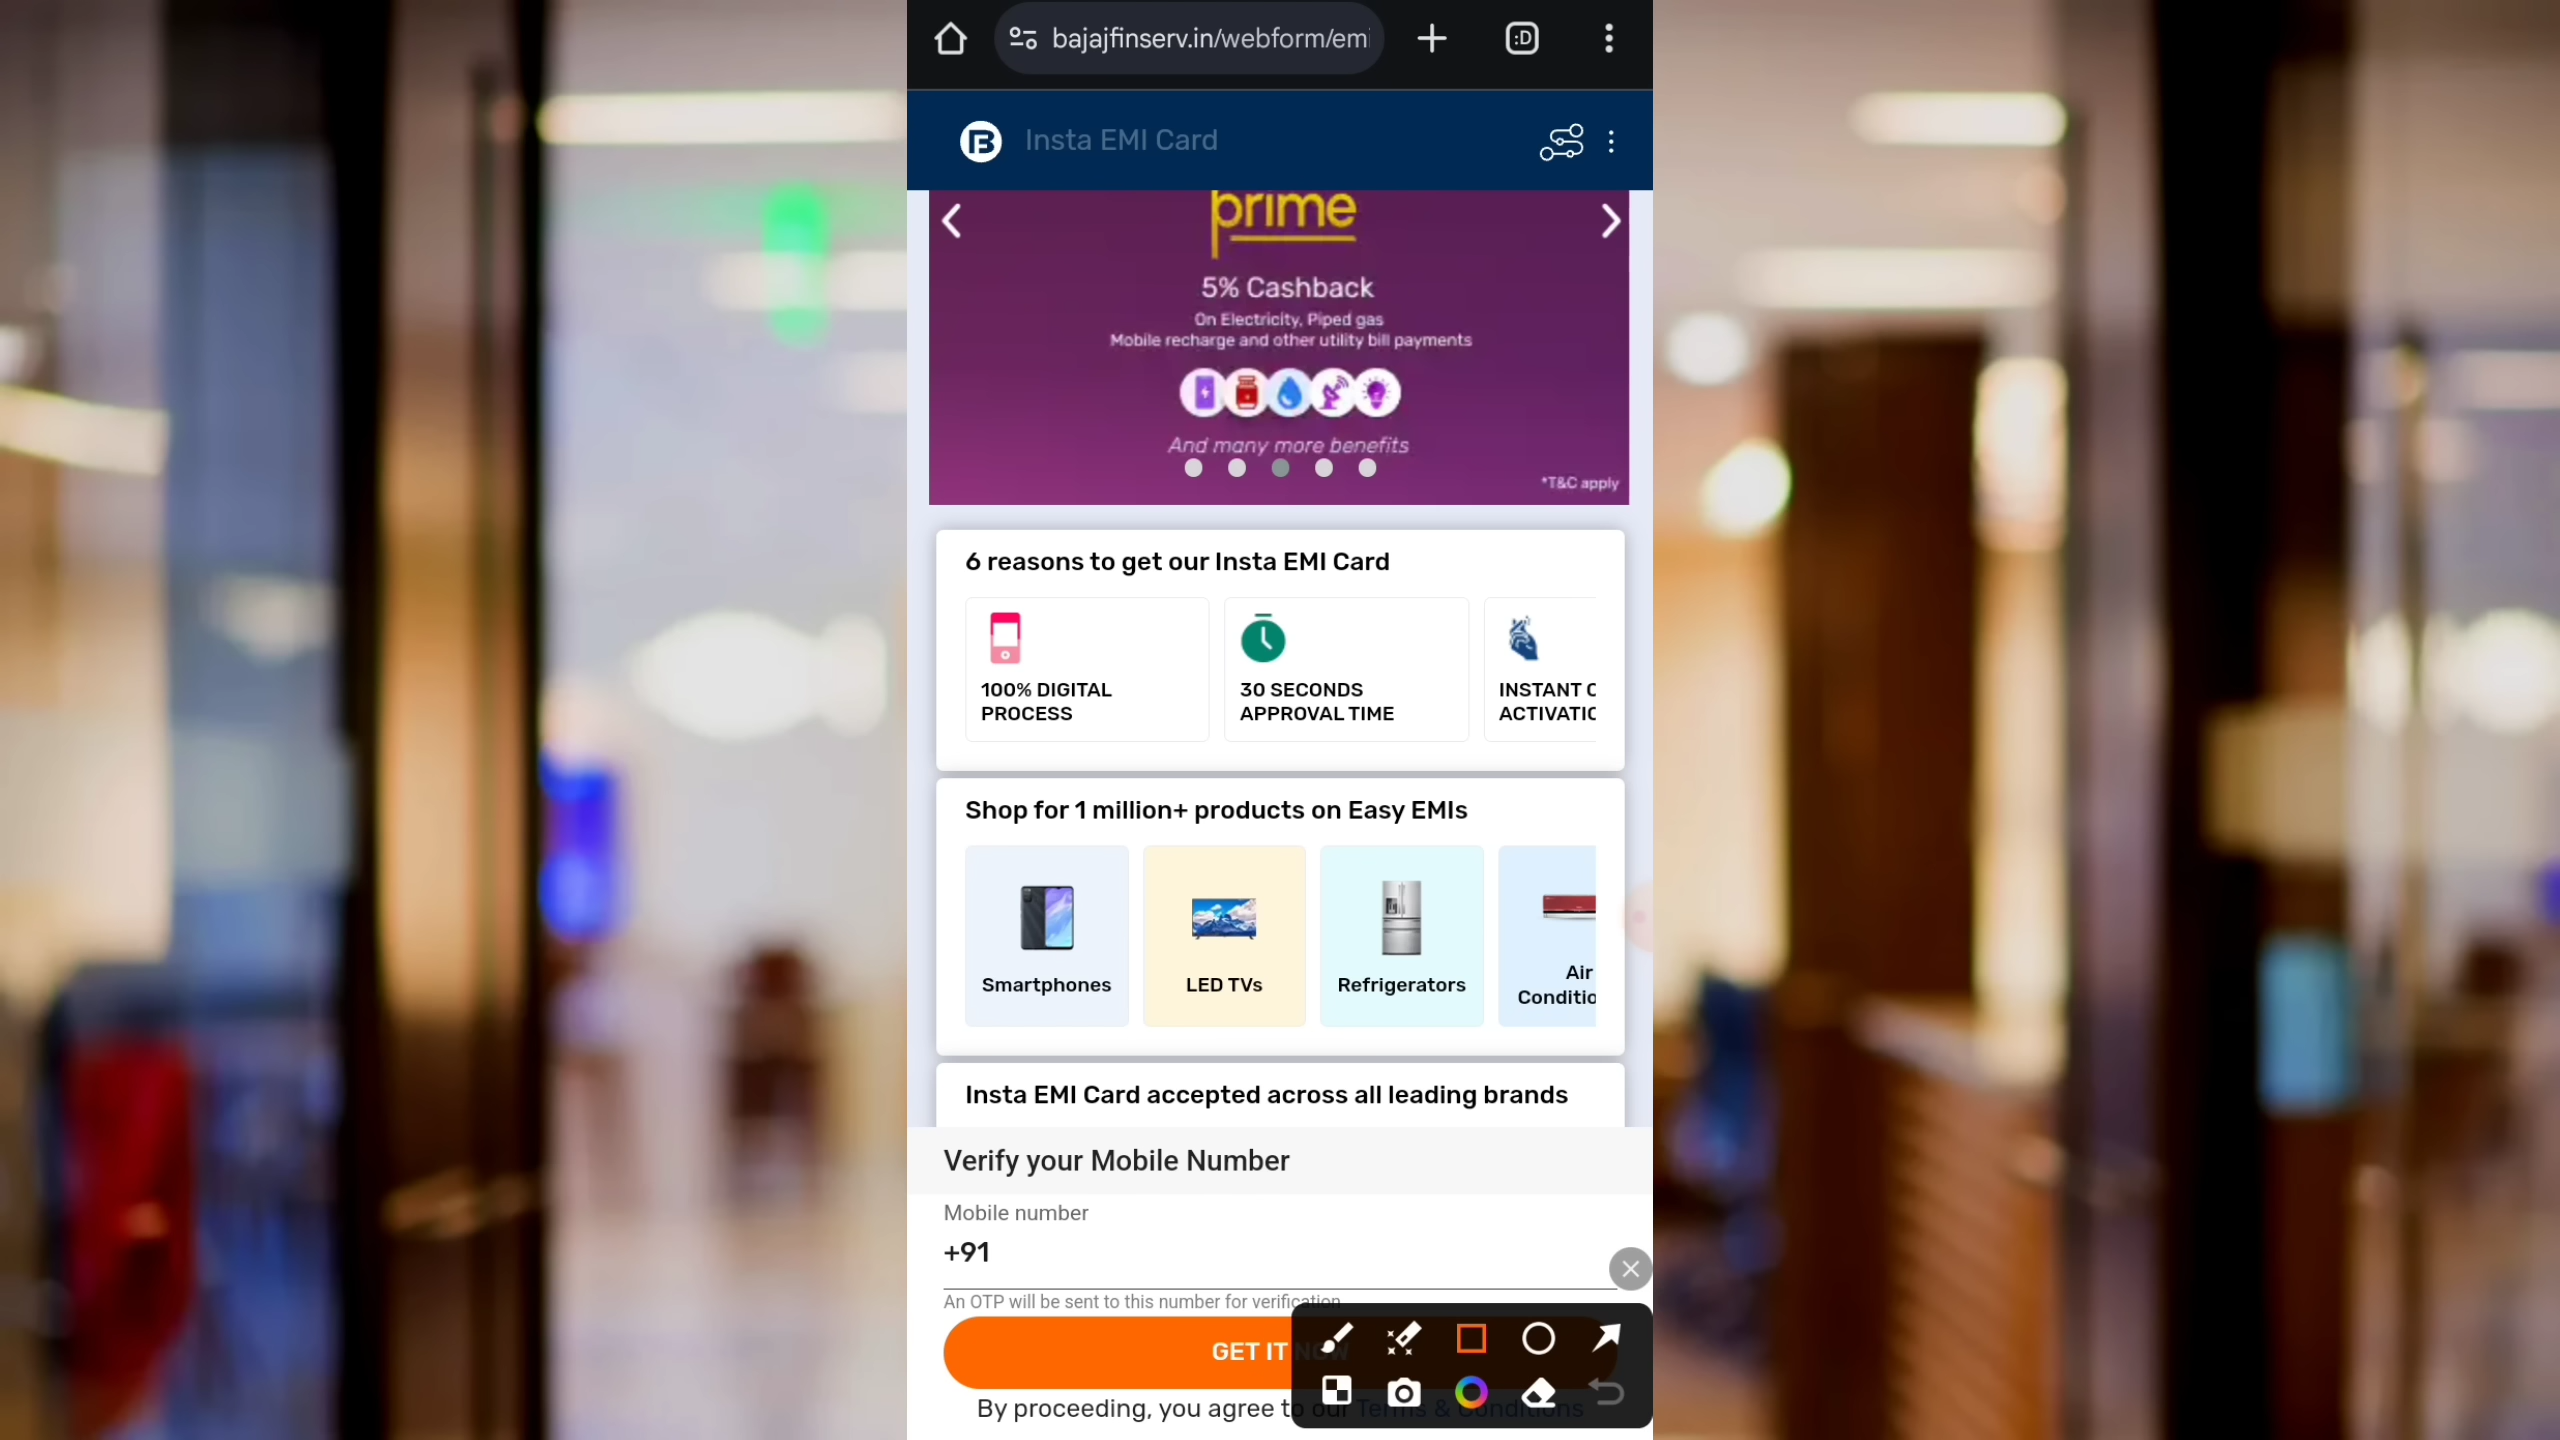 bajajfinserv.in/webform/emi
:D
Insta EMI Card
prime
5% Cashback
On Electricity, Piped gas
Mobile recharge and other utility bill payments
And many more benefits
*T&C apply
6 reasons to get our Insta EMI Card
100% DIGITAL
PROCESS
30 SECONDS
APPROVAL TIME
INSTANT C
ACTIVATIC
Shop for 1 million+ products on Easy EMIs
Smartphones
LED TVs
Refrigerators
Air
Conditio
Insta EMI Card accepted across all leading brands
Verify your Mobile Number
Mobile number
+91
An OTP will be sent to this number for verification
GET IT NOW
By proceeding, you agree to our Terms & Conditions